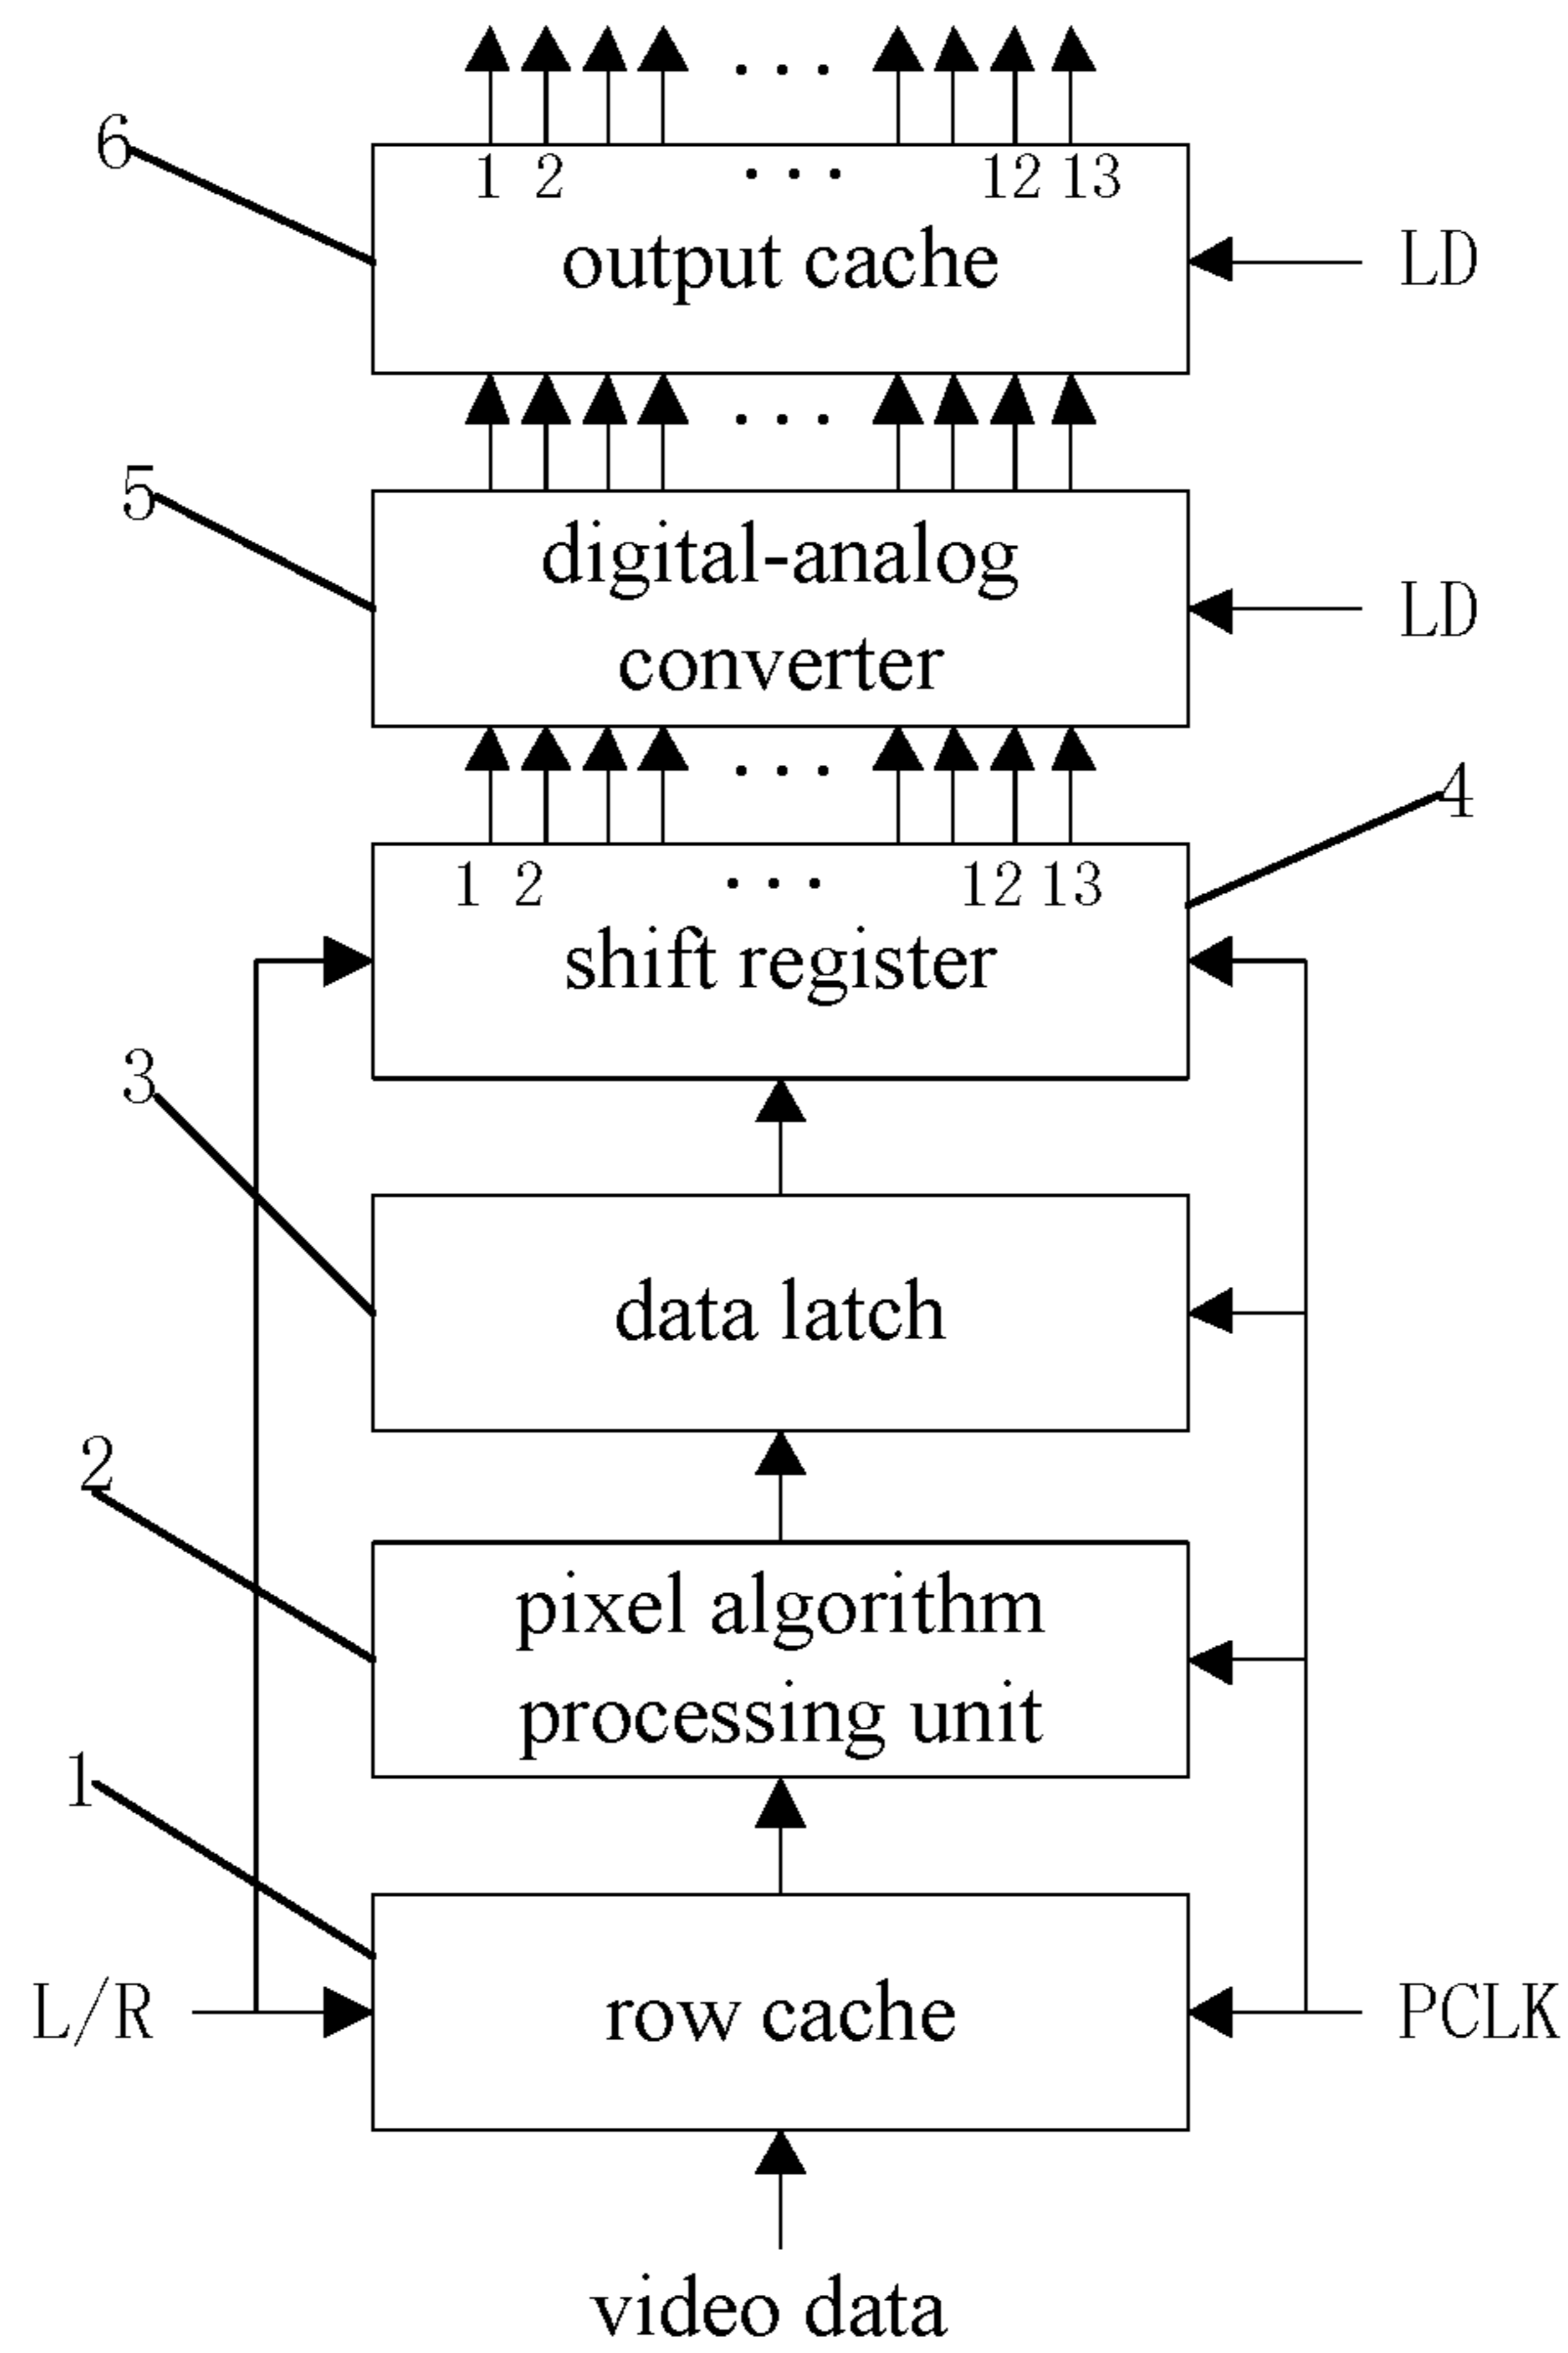 6
1 2 ... 12 13
output cache
LD
5
digital-analog
converter
LD
4
1 2 ... 12 13
shift register
3
data latch
2
pixel algorithm
processing unit
1
L/R
row cache
PCLK
video data